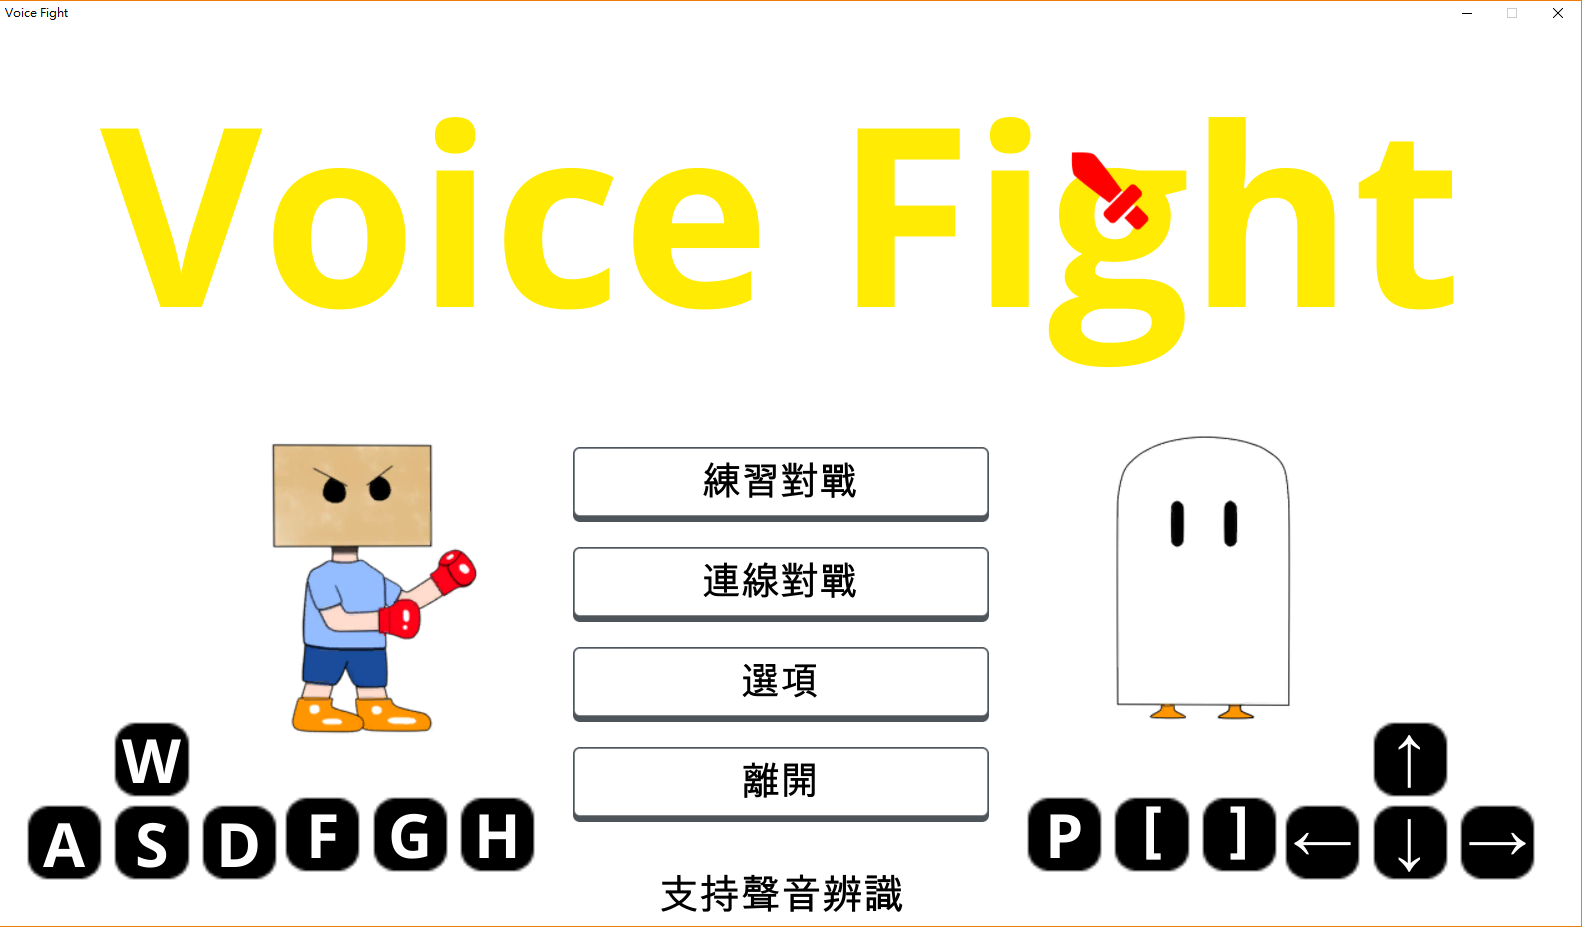 Voice Fight
Voice Fight
練習對戰
連線對戰
選項
離開
W
A S D F G H
P [ ] ← ↓ →
↑
支持聲音辨識